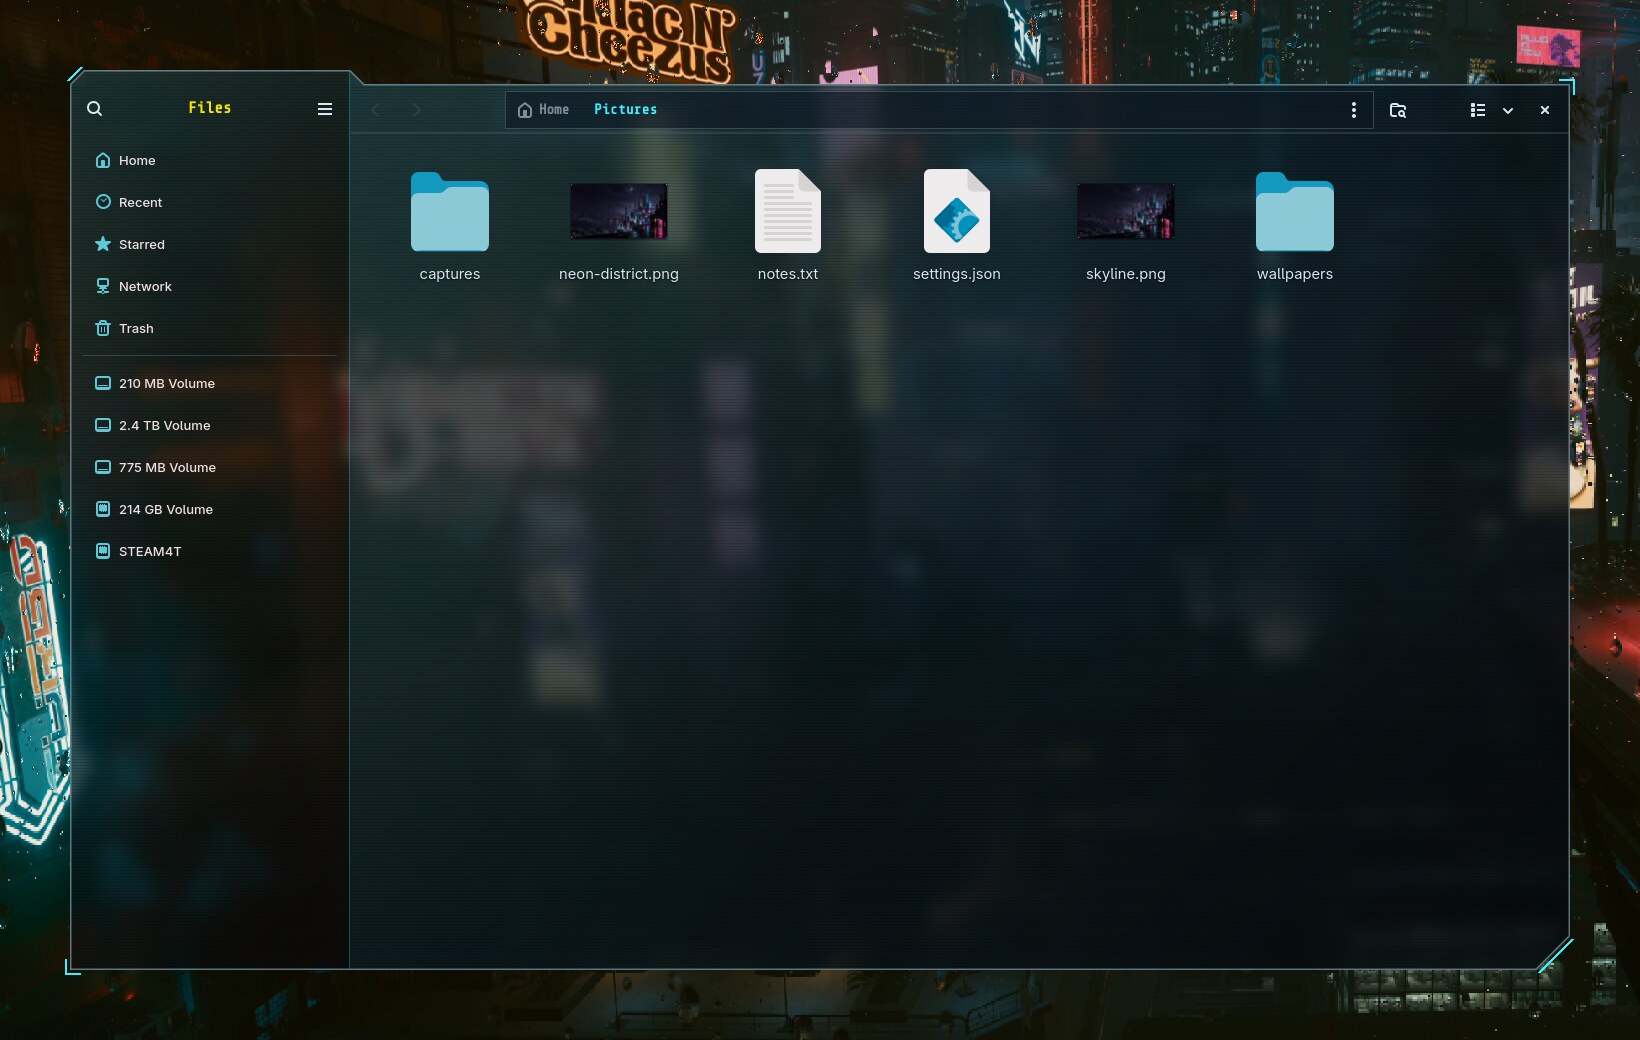 Mac N'
Cheezus
Files
Home
Recent
Starred
Network
Trash
210 MB Volume
2.4 TB Volume
775 MB Volume
214 GB Volume
STEAM4T
Home Pictures
captures
neon-district.png
notes.txt
settings.json
skyline.png
wallpapers